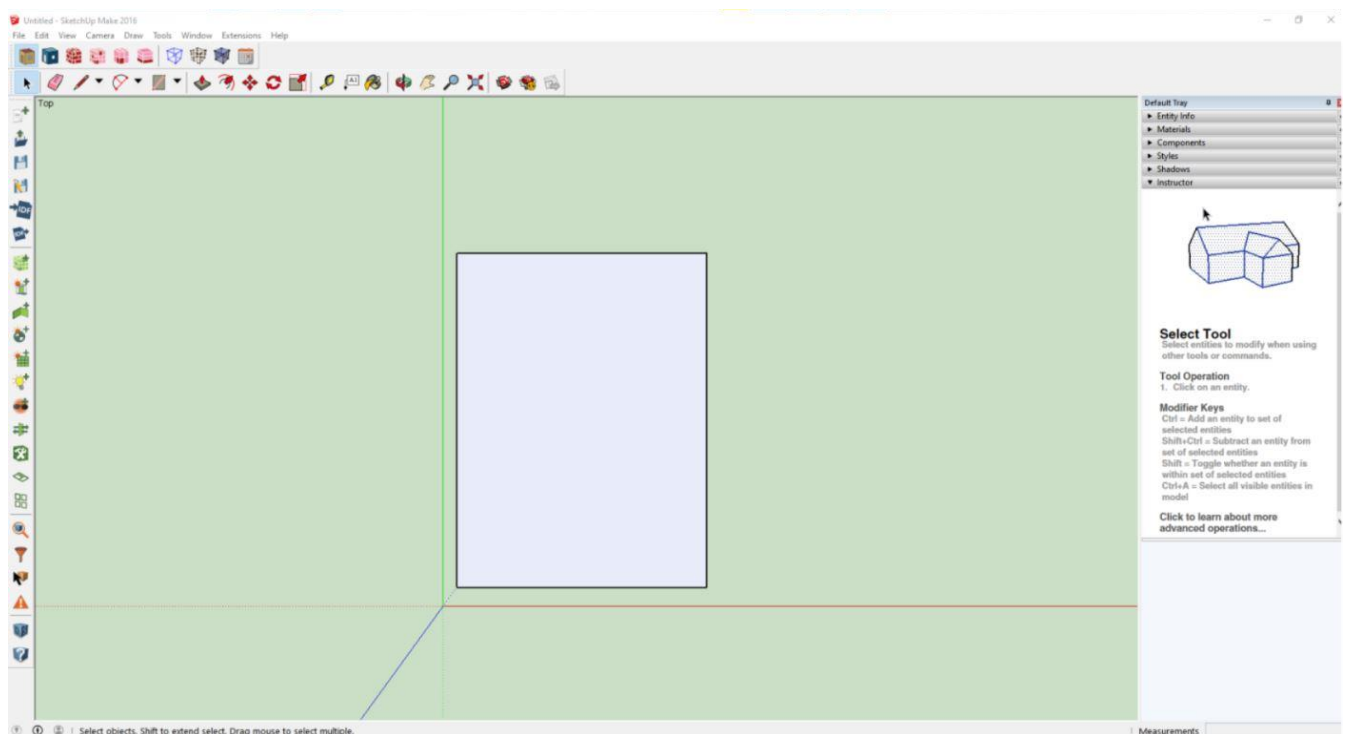 Untitled - SketchUp Make 2016
File Edit View Camera Draw Tools Window Extensions Help
Top
Default Tray
Entity Info
Materials
Components
Styles
Shadows
Instructor
Select Tool
Select entities to modify when using
other tools or commands.
Tool Operation
1. Click on an entity.
Modifier Keys
Ctrl = Add an entity to set of
selected entities
Shift+Ctrl = Subtract an entity from
set of selected entities
Shift = Toggle whether an entity is
within set of selected entities
Ctrl+A = Select all visible entities in
model
Click to learn about more
advanced operations...
Select objects. Shift to extend select. Drag mouse to select multiple.
Measurements